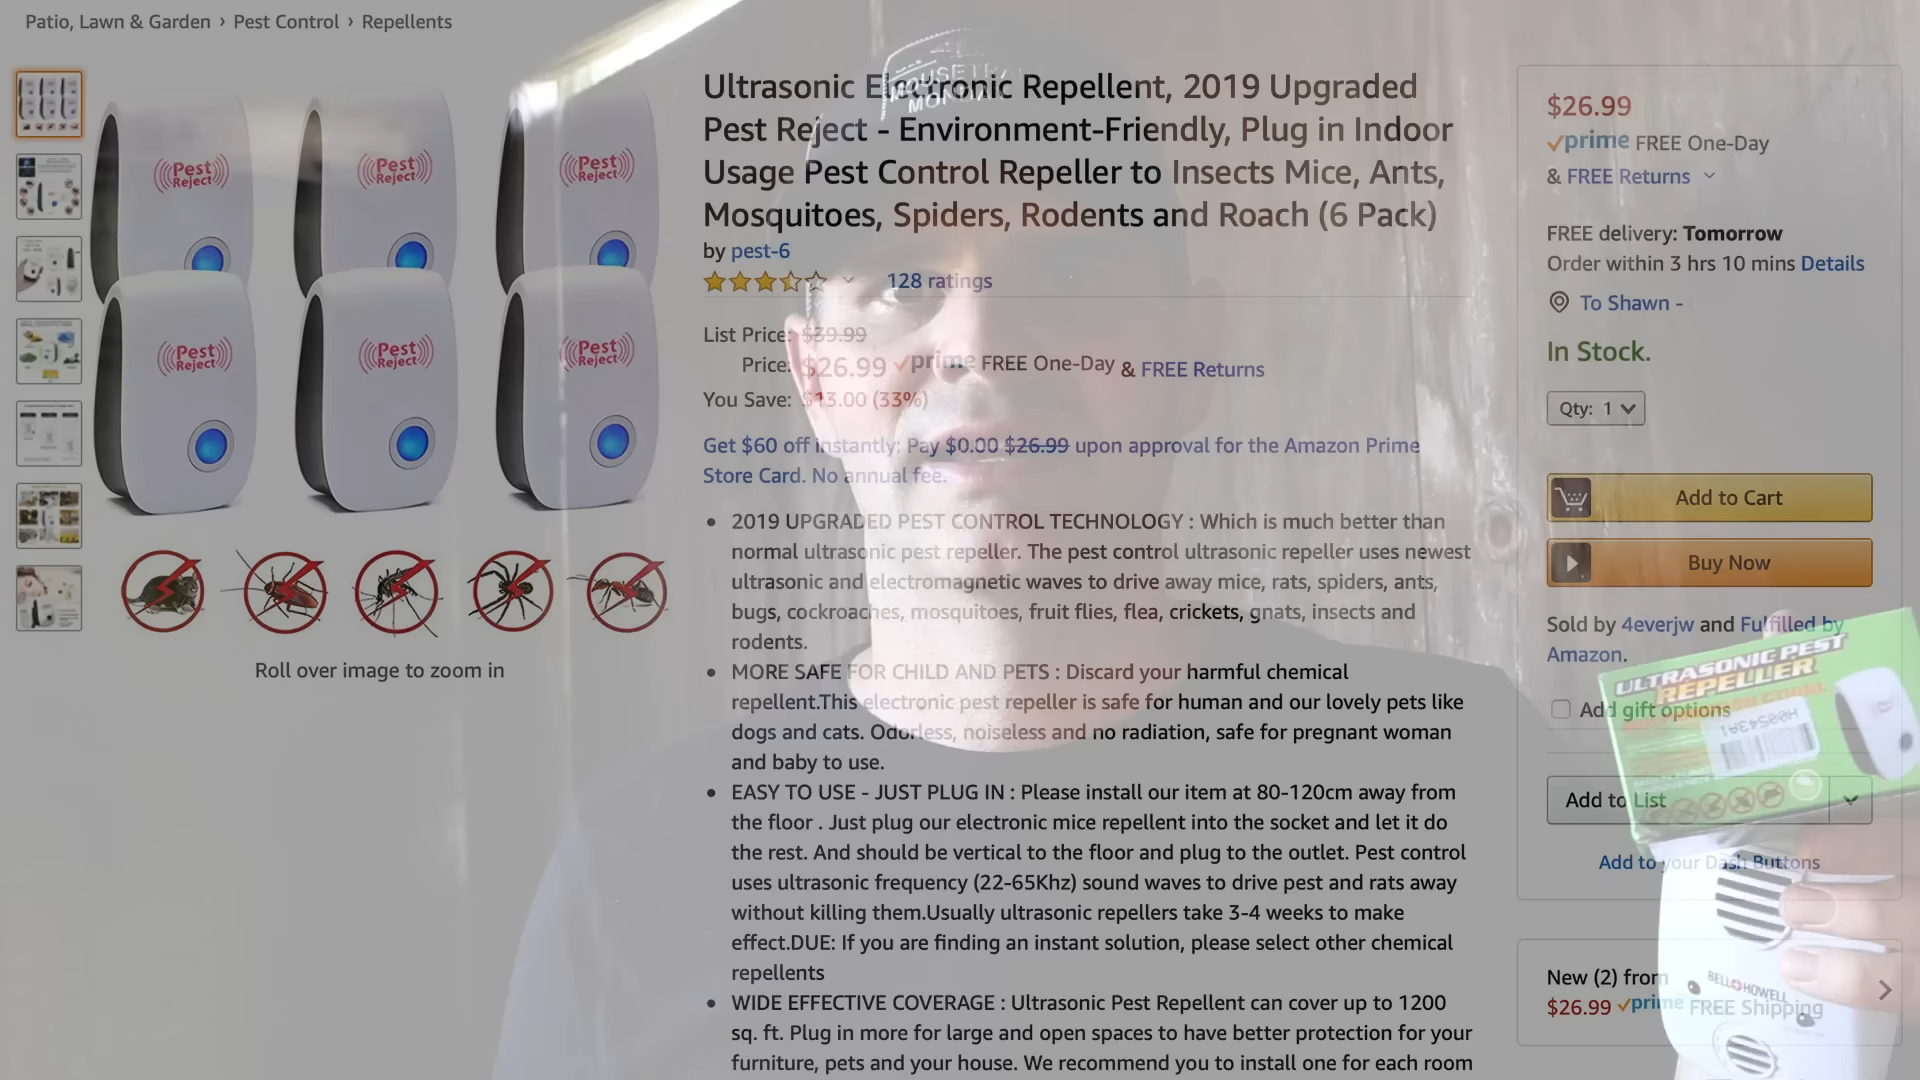 Patio, Lawn & Garden › Pest Control › Repellents
Pest Reject
Pest Reject
Pest Reject
Pest Reject
Pest Reject
Pest Reject
Roll over image to zoom in
MOUSETRAP
MONDAY
Ultrasonic Electronic Repellent, 2019 Upgraded
Pest Reject - Environment-Friendly, Plug in Indoor
Usage Pest Control Repeller to Insects Mice, Ants,
Mosquitoes, Spiders, Rodents and Roach (6 Pack)
by pest-6
128 ratings
List Price: $39.99
Price: $26.99 prime FREE One-Day & FREE Returns
You Save: $13.00 (33%)
Get $60 off instantly: Pay $0.00 $26.99 upon approval for the Amazon Prime
Store Card. No annual fee.
• 2019 UPGRADED PEST CONTROL TECHNOLOGY : Which is much better than
normal ultrasonic pest repeller. The pest control ultrasonic repeller uses newest
ultrasonic and electromagnetic waves to drive away mice, rats, spiders, ants,
bugs, cockroaches, mosquitoes, fruit flies, flea, crickets, gnats, insects and
rodents.
• MORE SAFE FOR CHILD AND PETS : Discard your harmful chemical
repellent.This electronic pest repeller is safe for human and our lovely pets like
dogs and cats. Odorless, noiseless and no radiation, safe for pregnant woman
and baby to use.
• EASY TO USE - JUST PLUG IN : Please install our item at 80-120cm away from
the floor . Just plug our electronic mice repellent into the socket and let it do
the rest. And should be vertical to the floor and plug to the outlet. Pest control
uses ultrasonic frequency (22-65Khz) sound waves to drive pest and rats away
without killing them.Usually ultrasonic repellers take 3-4 weeks to make
effect.DUE: If you are finding an instant solution, please select other chemical
repellents
• WIDE EFFECTIVE COVERAGE : Ultrasonic Pest Repellent can cover up to 1200
sq. ft. Plug in more for large and open spaces to have better protection for your
furniture, pets and your house. We recommend you to install one for each room
$26.99
prime FREE One-Day
& FREE Returns
FREE delivery: Tomorrow
Order within 3 hrs 10 mins Details
To Shawn -
In Stock.
Qty: 1
Add to Cart
Buy Now
Sold by 4everjw and Fulfilled by
Amazon.
Add gift options
Add to List
Add to your Dash Buttons
New (2) from
$26.99 prime FREE Shipping
ULTRASONIC PEST
REPELLER
H00543A1
BELL+HOWELL